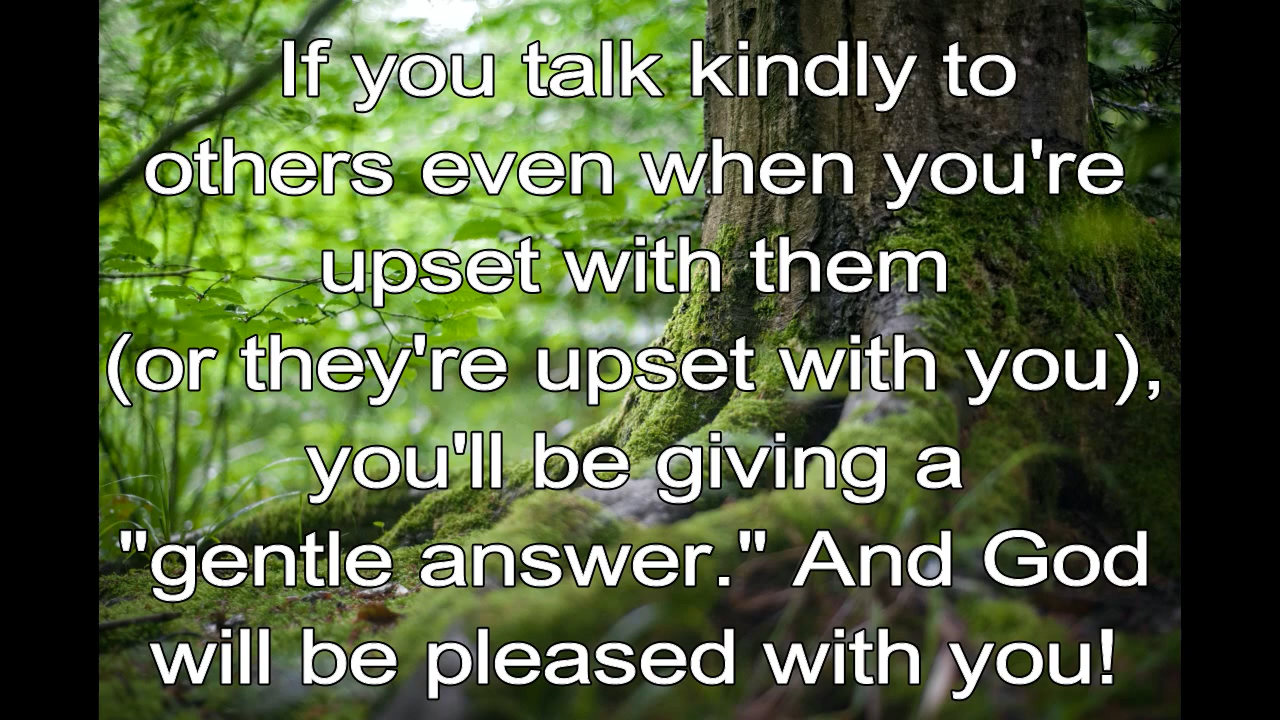 If you talk kindly to
others even when you're
upset with them
(or they're upset with you),
you'll be giving a
"gentle answer." And God
will be pleased with you!